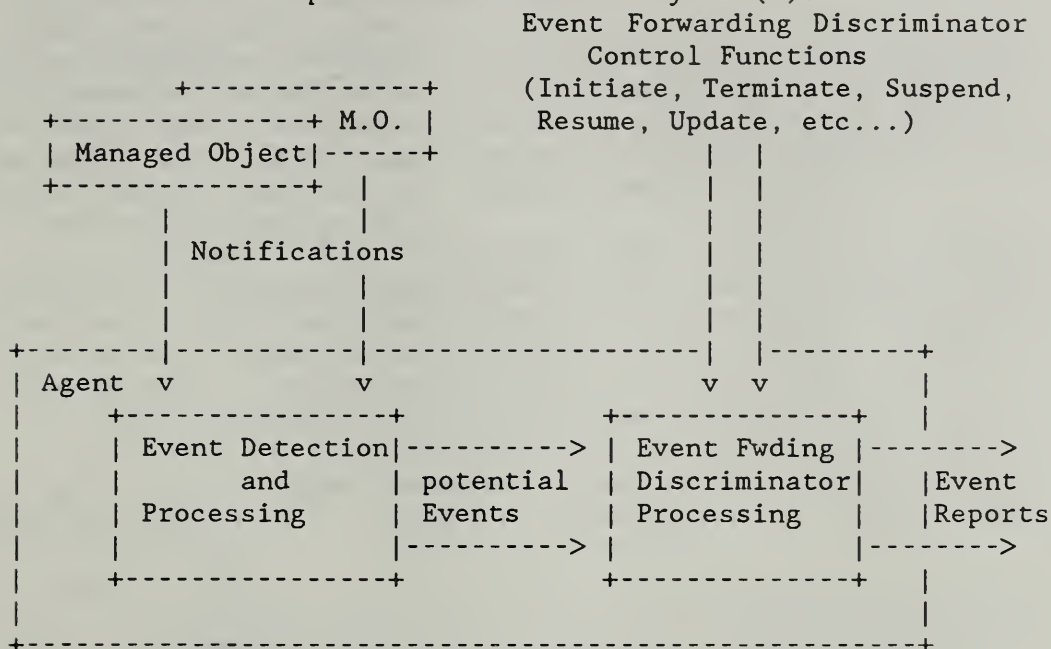 Event Forwarding Discriminator
Control Functions
(Initiate, Terminate, Suspend,
Resume, Update, etc...)
M.O.
Managed Object
Notifications
Agent
Event Detection
and
Processing
potential
Events
Event Fwding
Discriminator
Processing
Event
Reports